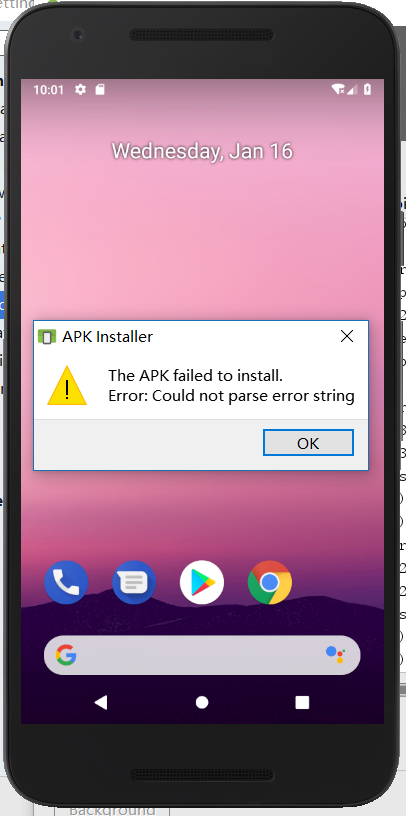 10:01
Wednesday, Jan 16
APK Installer
The APK failed to install.
Error: Could not parse error string
OK
Background